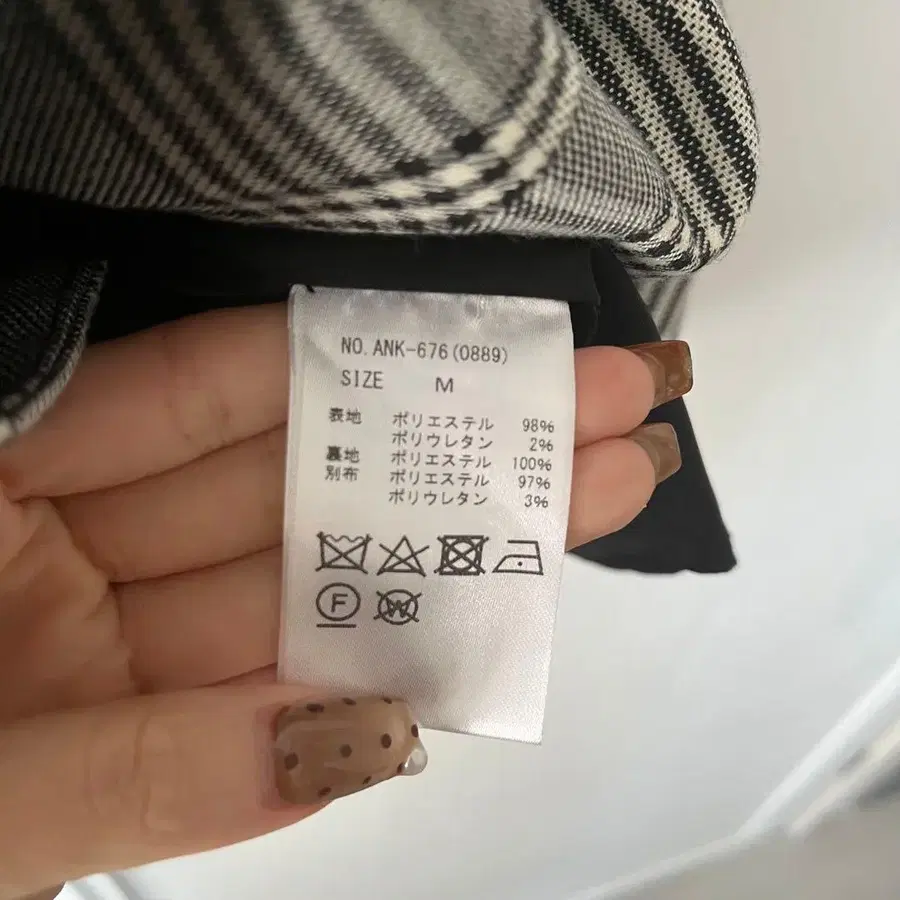 NO. ANK-676(0889)
SIZE M
表地 ポリエステル 98%
ポリウレタン 2%
裏地 ポリエステル 100%
別布 ポリエステル 97%
ポリウレタン 3%
F W